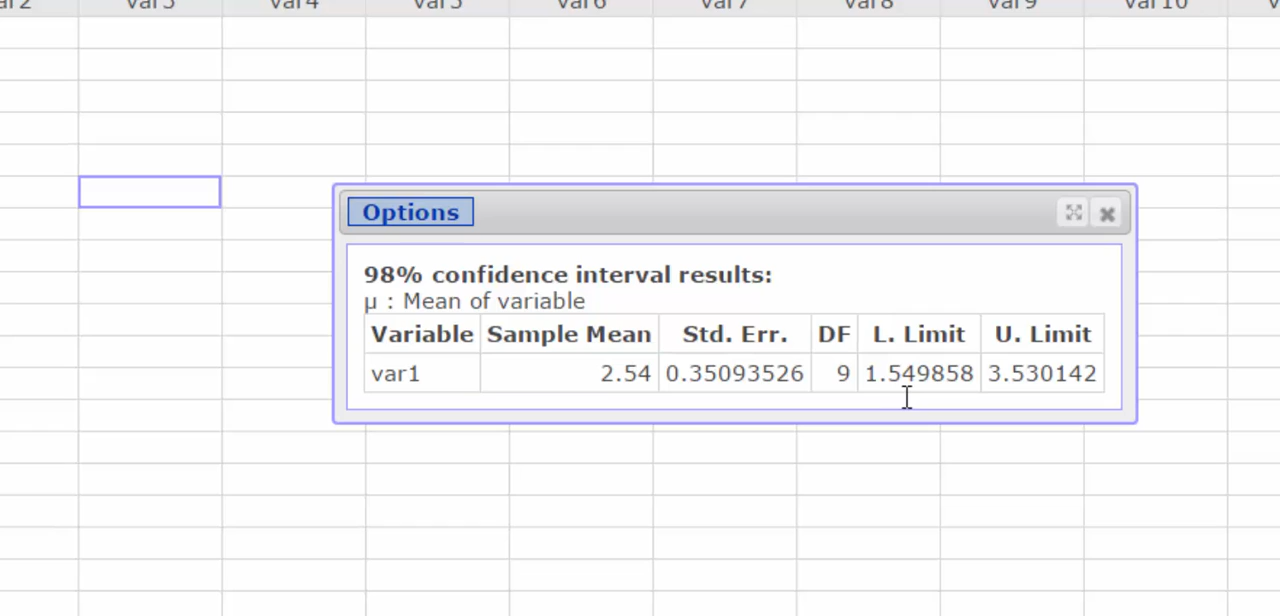 var3 var4 var5 var6 var7 var8 var9 var10
Options
98% confidence interval results:
μ : Mean of variable
Variable Sample Mean Std. Err. DF L. Limit U. Limit
var1 2.54 0.35093526 9 1.549858 3.530142